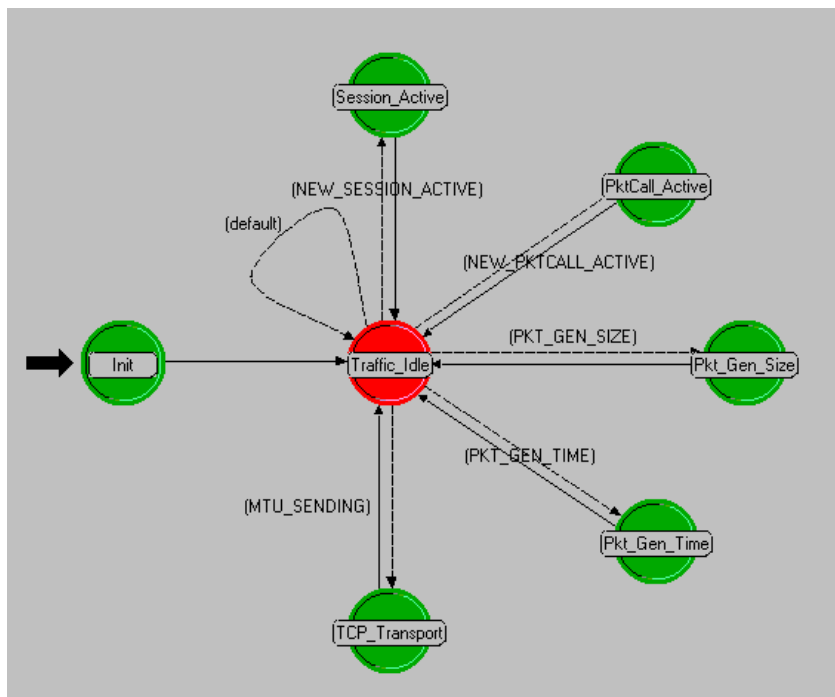 Session_Active
PktCall_Active
(NEW_SESSION_ACTIVE)
(default)
(NEW_PKTCALL_ACTIVE)
(PKT_GEN_SIZE)
Init
Traffic_Idle
Pkt_Gen_Size
(PKT_GEN_TIME)
(MTU_SENDING)
Pkt_Gen_Time
TCP_Transport